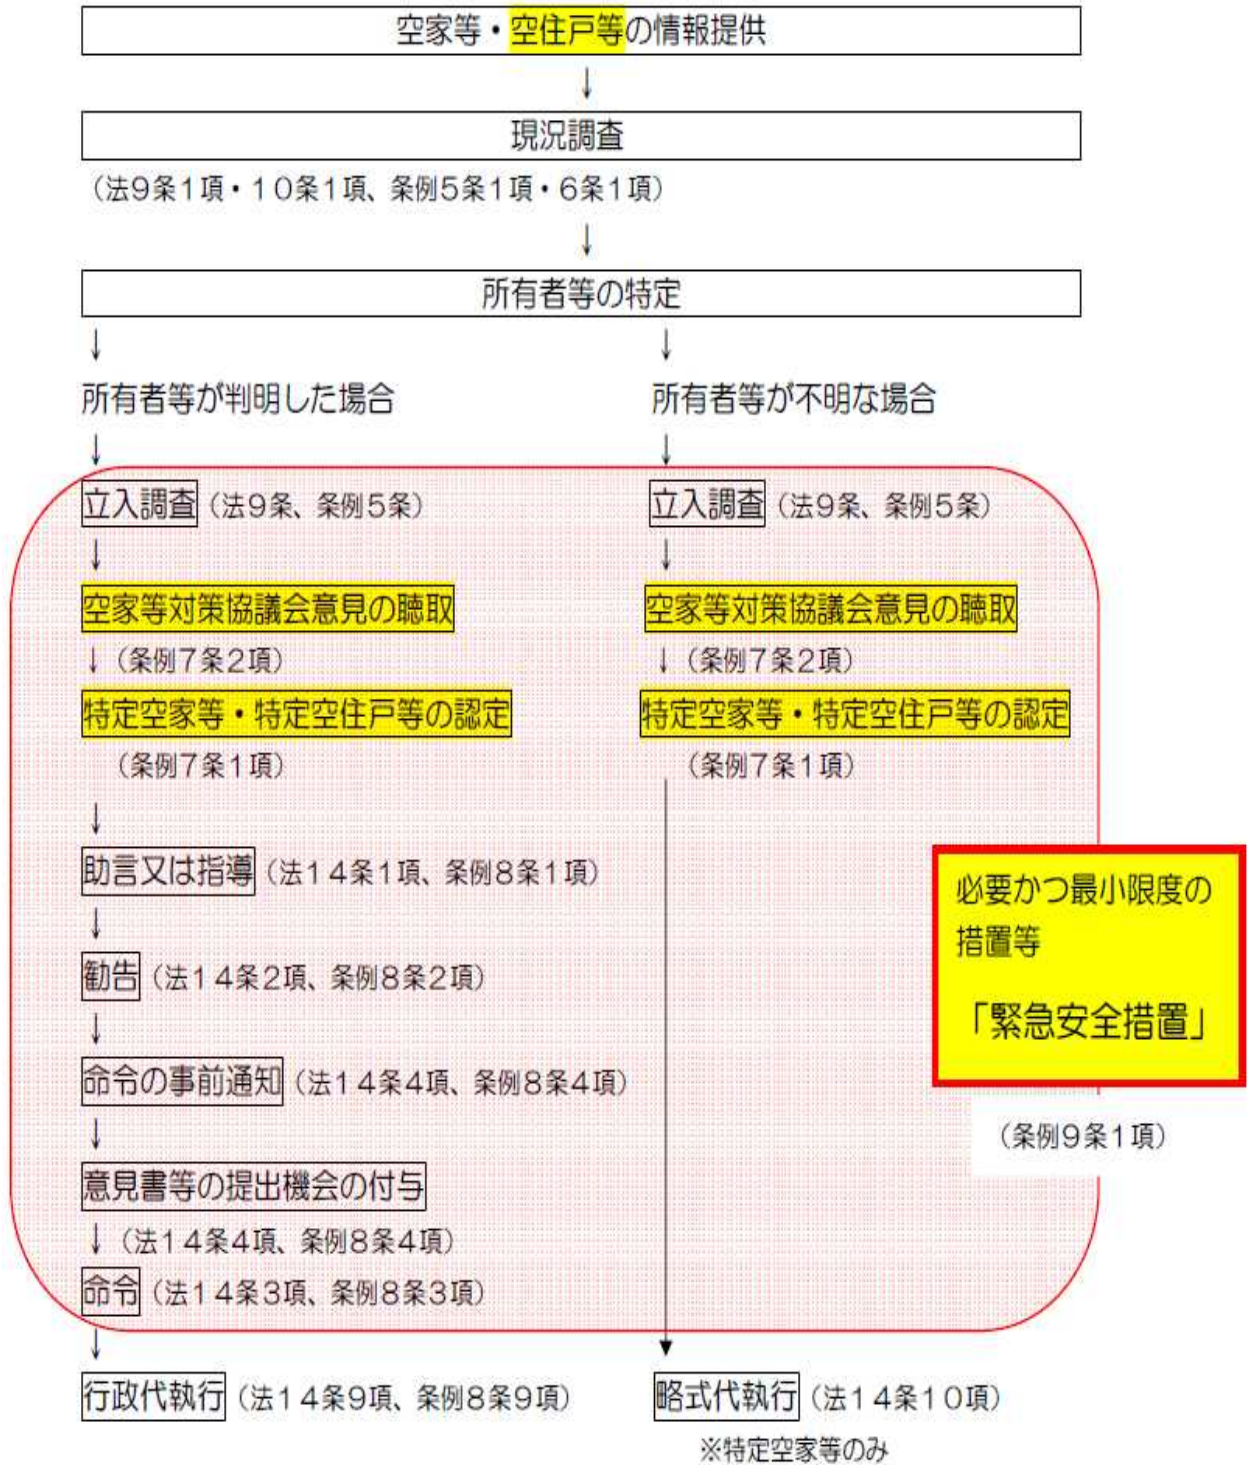 空家等・空住戸等の情報提供
↓
現況調査
（法９条１項・１０条１項、条例５条１項・６条１項）
↓
所有者等の特定
↓
所有者等が判明した場合
↓
立入調査（法９条、条例５条）
↓
空家等対策協議会意見の聴取
↓（条例７条２項）
特定空家等・特定空住戸等の認定
（条例７条１項）
↓
助言又は指導（法１４条１項、条例８条１項）
↓
勧告（法１４条２項、条例８条２項）
↓
命令の事前通知（法１４条４項、条例８条４項）
↓
意見書等の提出機会の付与
↓（法１４条４項、条例８条４項）
命令（法１４条３項、条例８条３項）
↓
行政代執行（法１４条９項、条例８条９項）
↓
所有者等が不明な場合
↓
立入調査（法９条、条例５条）
↓
空家等対策協議会意見の聴取
↓（条例７条２項）
特定空家等・特定空住戸等の認定
（条例７条１項）
略式代執行（法１４条１０項）
※特定空家等のみ
必要かつ最小限度の
措置等
「緊急安全措置」
（条例９条１項）